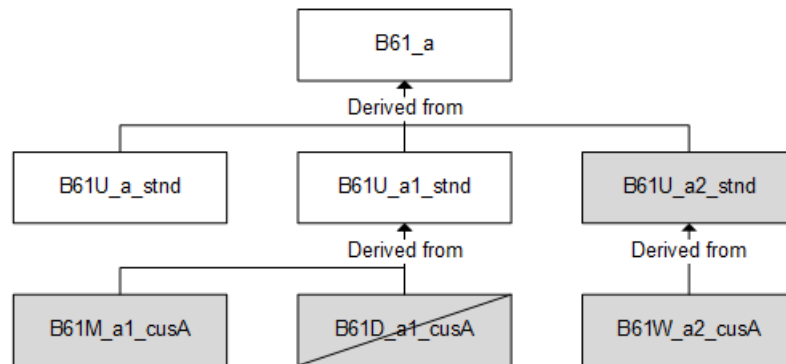 B61_a
Derived from
B61U_a_stnd
B61U_a1_stnd
B61U_a2_stnd
Derived from
Derived from
B61M_a1_cusA
B61D_a1_cusA
B61W_a2_cusA